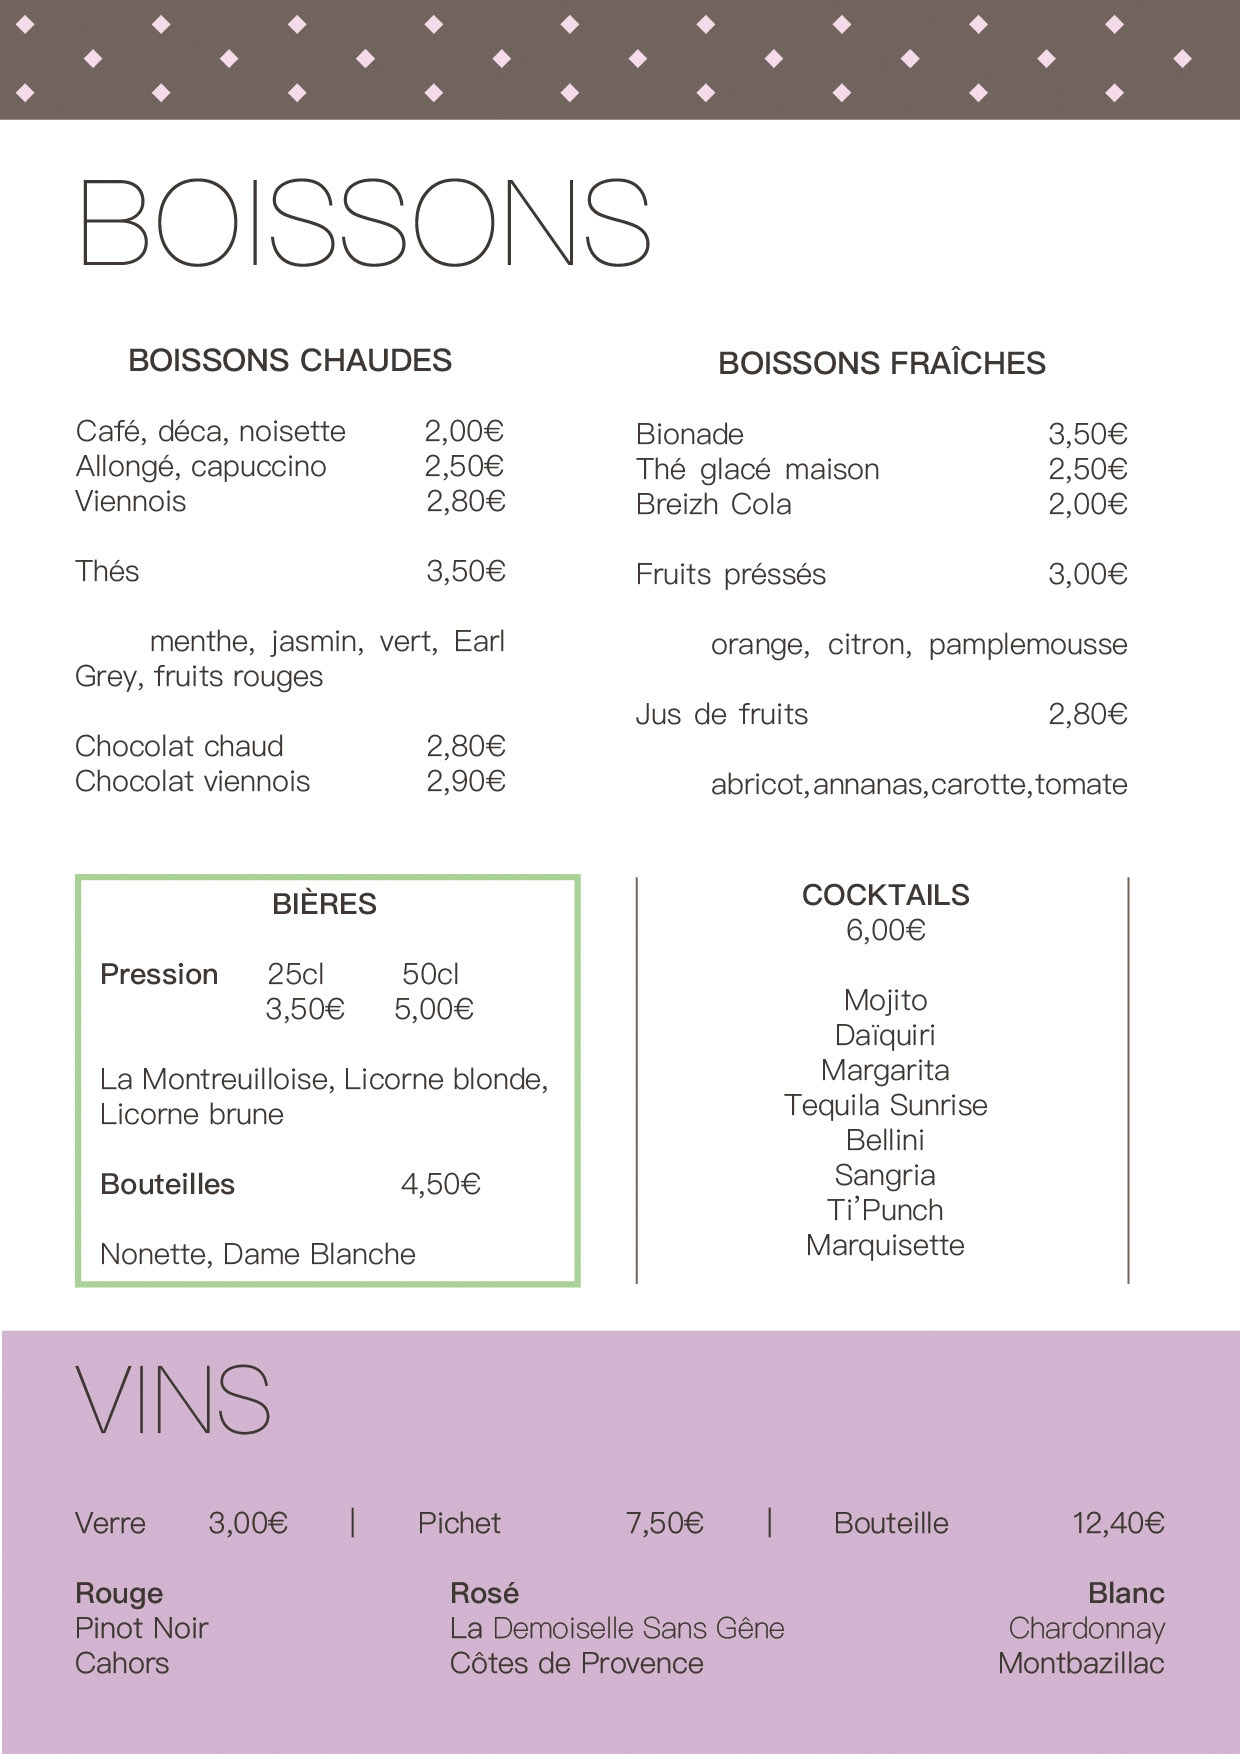 BOISSONS
BOISSONS CHAUDES
Café, déca, noisette 2,00€
Allongé, capuccino 2,50€
Viennois 2,80€
Thés 3,50€
menthe, jasmin, vert, Earl
Grey, fruits rouges
Chocolat chaud 2,80€
Chocolat viennois 2,90€
BOISSONS FRAÎCHES
Bionade 3,50€
Thé glacé maison 2,50€
Breizh Cola 2,00€
Fruits préssés 3,00€
orange, citron, pamplemousse
Jus de fruits 2,80€
abricot,annanas,carotte,tomate
BIÈRES
Pression 25cl 50cl
3,50€ 5,00€
La Montreuilloise, Licorne blonde,
Licorne brune
Bouteilles 4,50€
Nonette, Dame Blanche
COCKTAILS
6,00€
Mojito
Daïquiri
Margarita
Tequila Sunrise
Bellini
Sangria
Ti’Punch
Marquisette
VINS
Verre 3,00€ | Pichet 7,50€ | Bouteille 12,40€
Rouge Rosé Blanc
Pinot Noir La Demoiselle Sans Gêne Chardonnay
Cahors Côtes de Provence Montbazillac